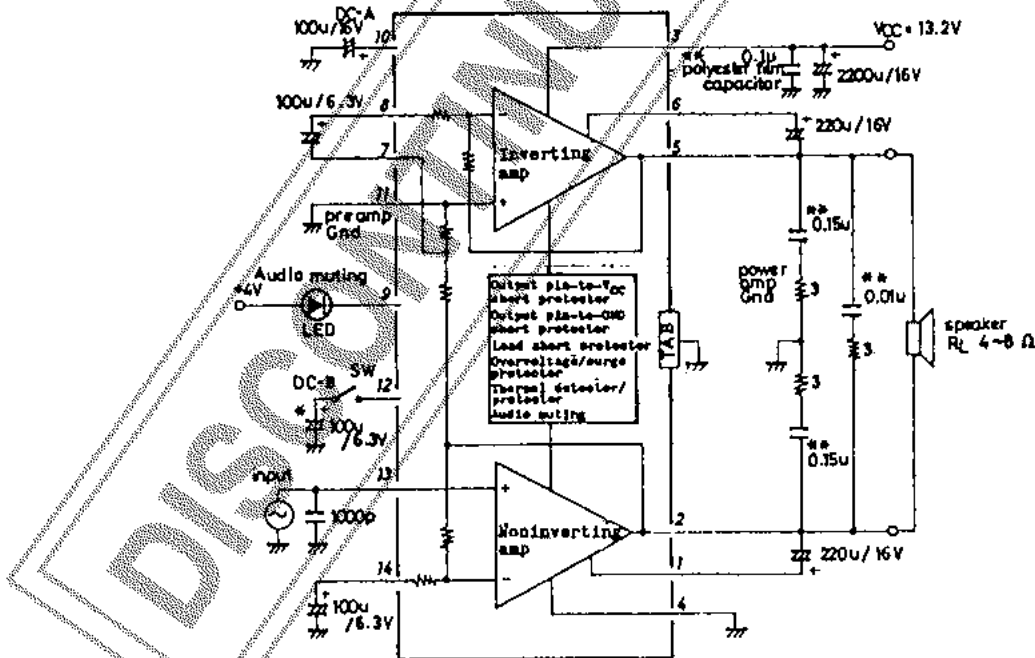 DISCONTINU
DC-A
100u/16V
10
3
VCC = 13.2V
**
0.1μ
polyester film
capacitor
2200u/16V
100u/6.3V
8
6
220u/16V
7
5
−
Inverting
amp
+
11
preamp
Gnd
**
0.15u
Audio muting
*4V
LED
9
power
amp
Gnd
3
**
0.01u
3
speaker
RL 4~8 Ω
Output pin-to-VCC
short protector
Output pin-to-GND
short protector
Load short protector
Overvoltage/surge
protector
Thermal detector/
protector
Audio muting
TAB
DC-B
SW
12
*
100u
/6.3V
3
**
0.15u
input
13
+
1000p
Noninverting
amp
−
2
1
220u/16V
14
100u
/6.3V
4